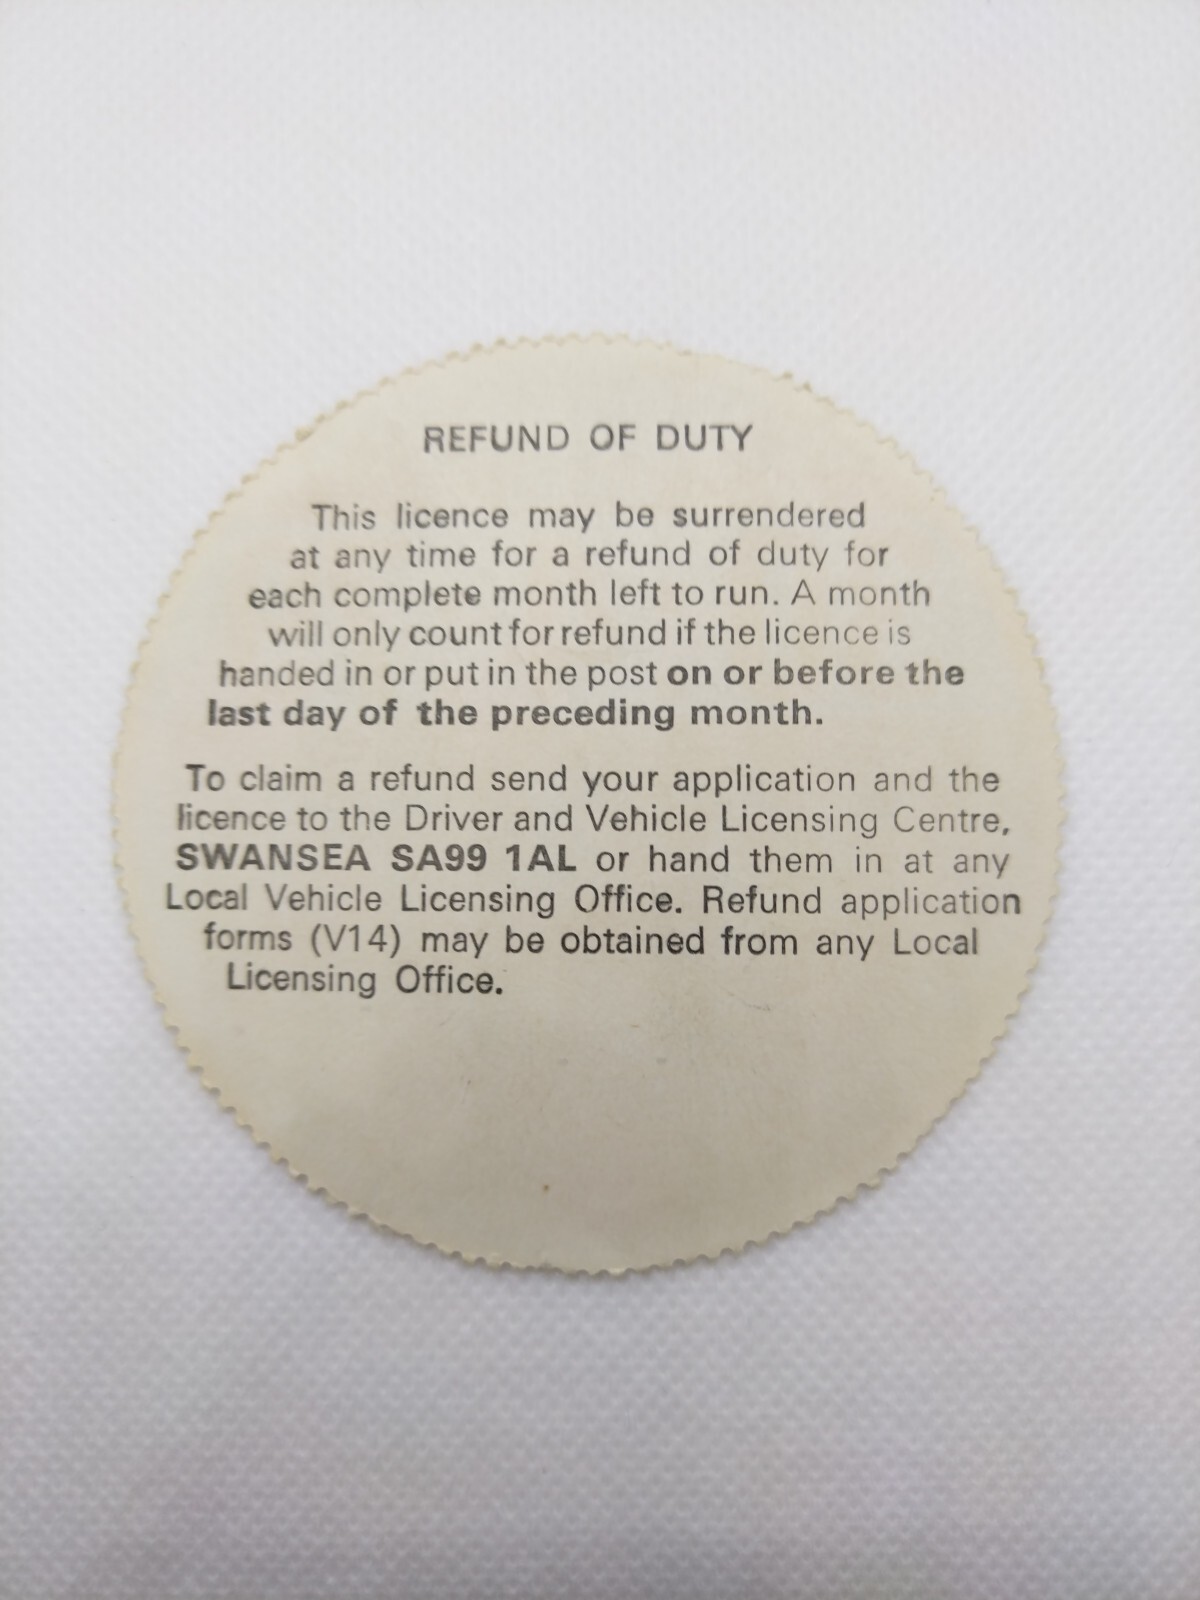 REFUND OF DUTY
This licence may be surrendered
at any time for a refund of duty for
each complete month left to run. A month
will only count for refund if the licence is
handed in or put in the post on or before the
last day of the preceding month.
To claim a refund send your application and the
licence to the Driver and Vehicle Licensing Centre,
SWANSEA SA99 1AL or hand them in at any
Local Vehicle Licensing Office. Refund application
forms (V14) may be obtained from any Local
Licensing Office.